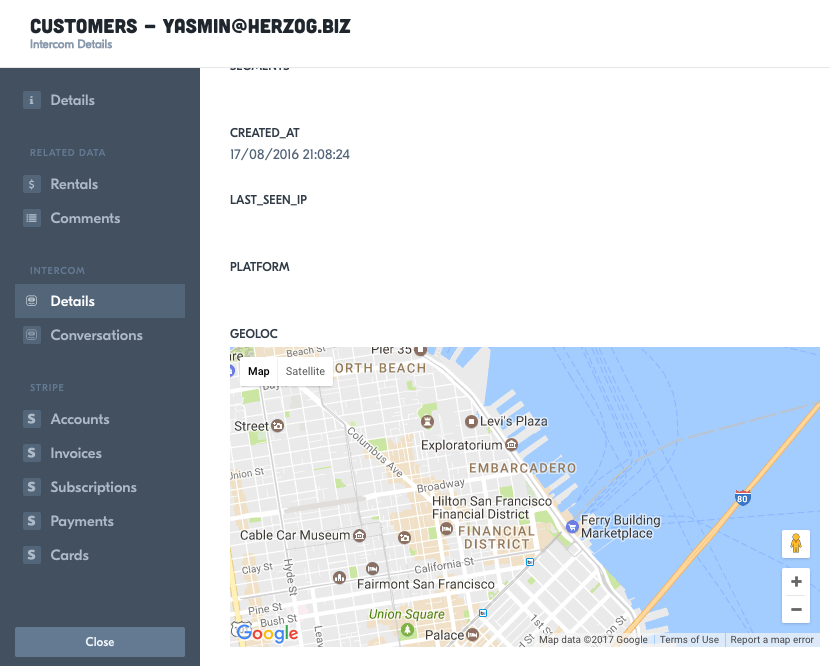 CUSTOMERS – YASMIN@HERZOG.BIZ
Intercom Details
Details
RELATED DATA
Rentals
Comments
INTERCOM
Details
Conversations
STRIPE
Accounts
Invoices
Subscriptions
Payments
Cards
Close
SEGMENTS
CREATED_AT
17/08/2016 21:08:24
LAST_SEEN_IP
PLATFORM
GEOLOC
Beach St
Pier 35
Map
Satellite
ORTH BEACH
Bay
Street
Levi's Plaza
Columbus Ave
Exploratorium
EMBARCADERO
Union St
Broadway
80
Hilton San Francisco
Financial District
Ferry Building
Marketplace
FINANCIAL
DISTRICT
Cable Car Museum
Clay St
Hyde St
California St
Fairmont San Francisco
Pine St
Bush St
Union Square
1st
Palace
Google
Map data ©2017 Google
Terms of Use
Report a map error